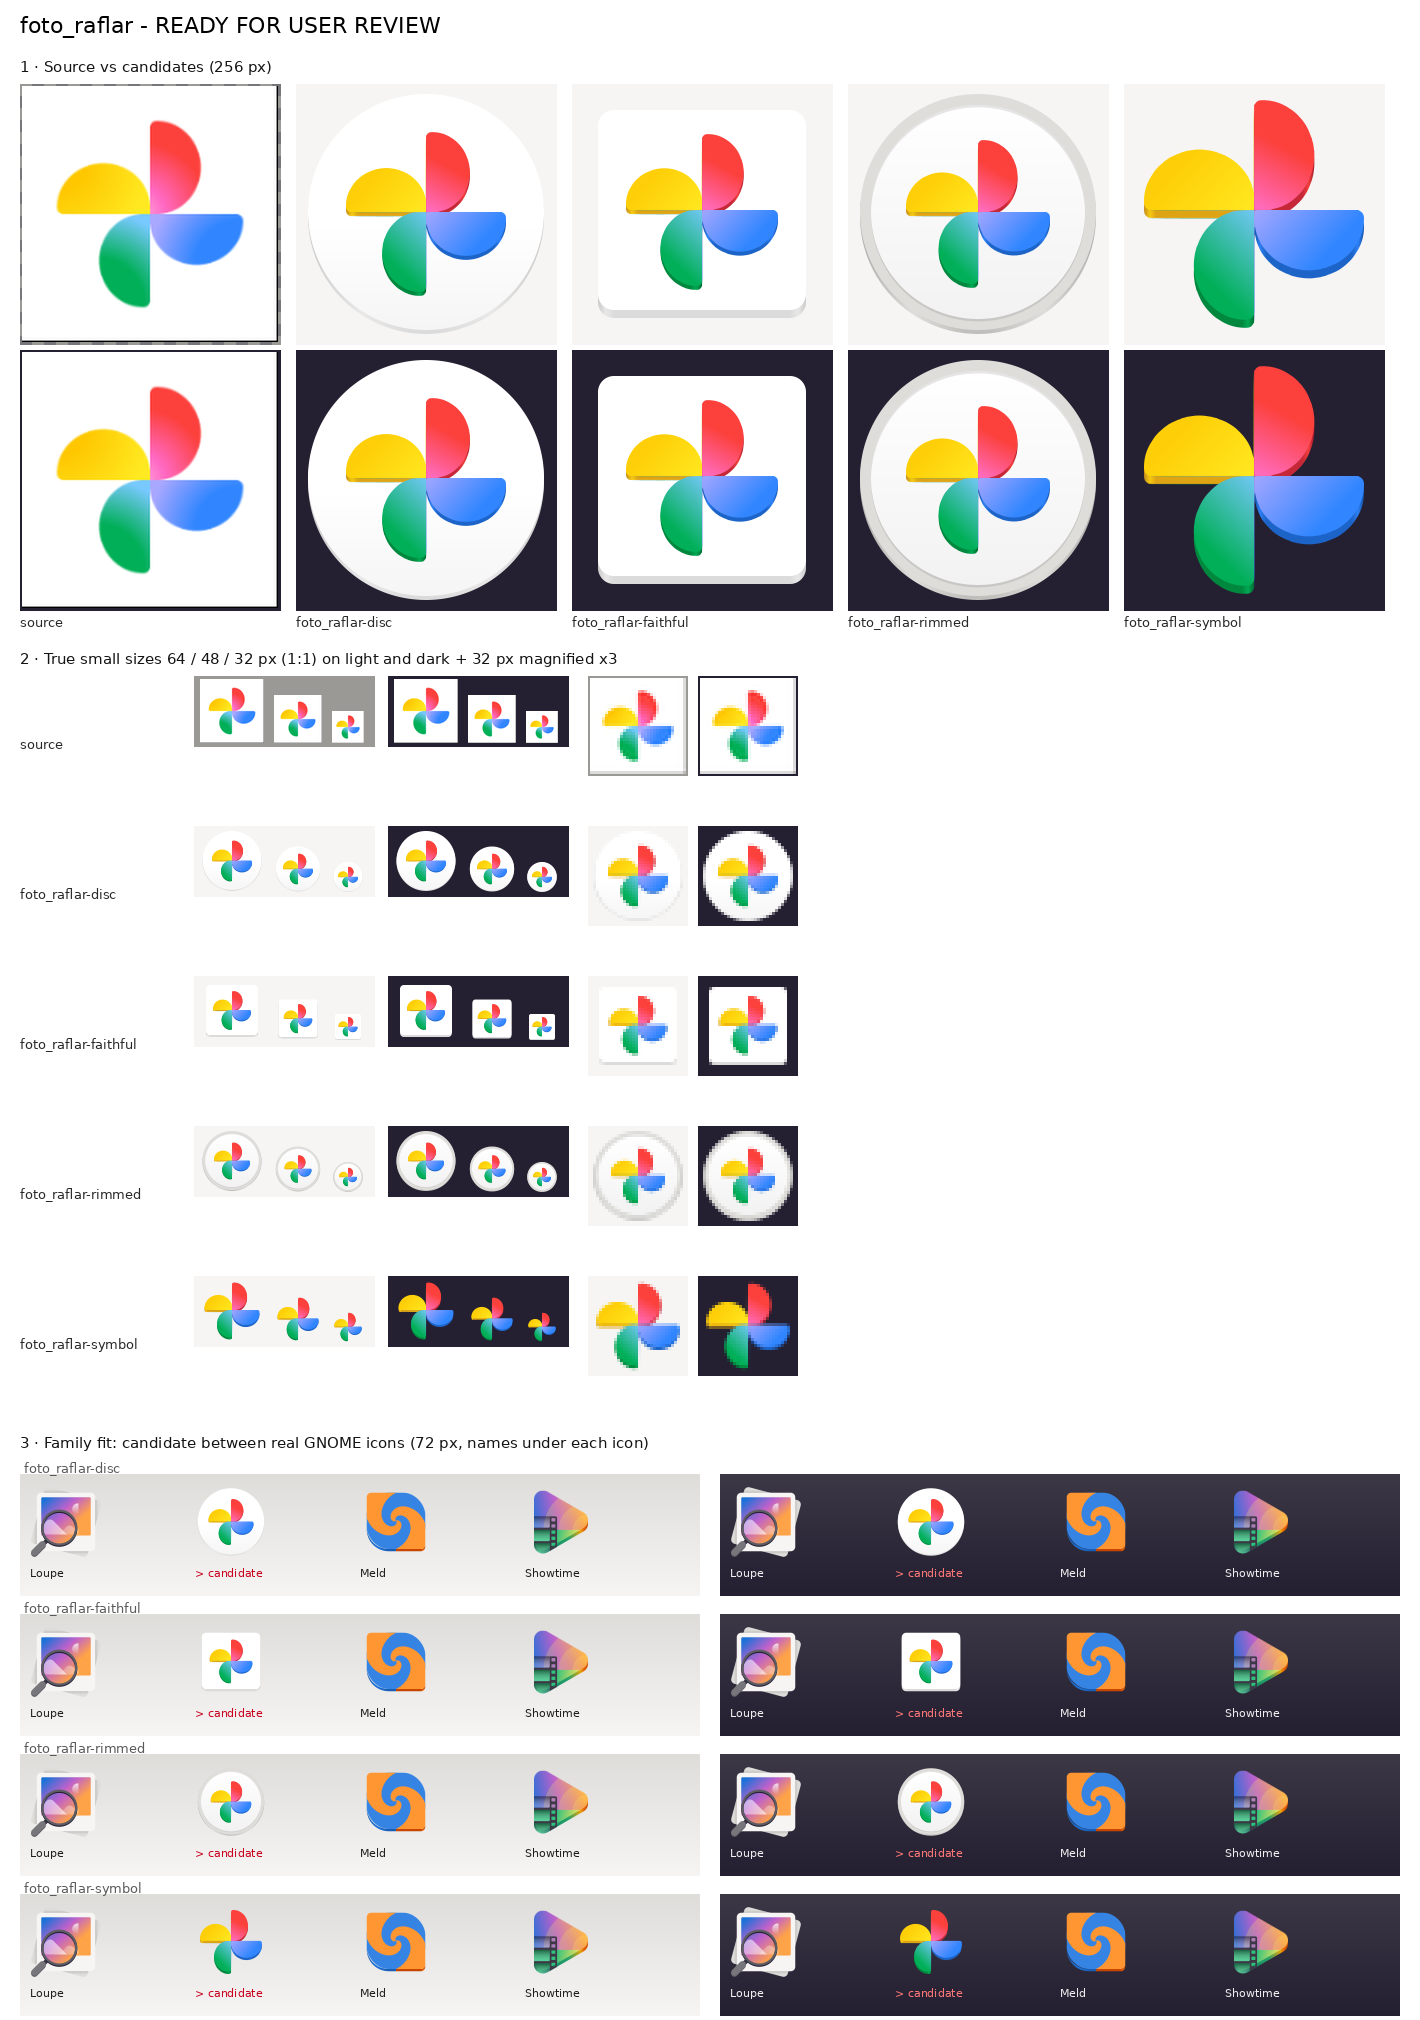 foto_raflar - READY FOR USER REVIEW
1 · Source vs candidates (256 px)
source
foto_raflar-disc
foto_raflar-faithful
foto_raflar-rimmed
foto_raflar-symbol
2 · True small sizes 64 / 48 / 32 px (1:1) on light and dark + 32 px magnified x3
source
foto_raflar-disc
foto_raflar-faithful
foto_raflar-rimmed
foto_raflar-symbol
3 · Family fit: candidate between real GNOME icons (72 px, names under each icon)
foto_raflar-disc
Loupe > candidate Meld Showtime Loupe > candidate Meld Showtime
foto_raflar-faithful
Loupe > candidate Meld Showtime Loupe > candidate Meld Showtime
foto_raflar-rimmed
Loupe > candidate Meld Showtime Loupe > candidate Meld Showtime
foto_raflar-symbol
Loupe > candidate Meld Showtime Loupe > candidate Meld Showtime